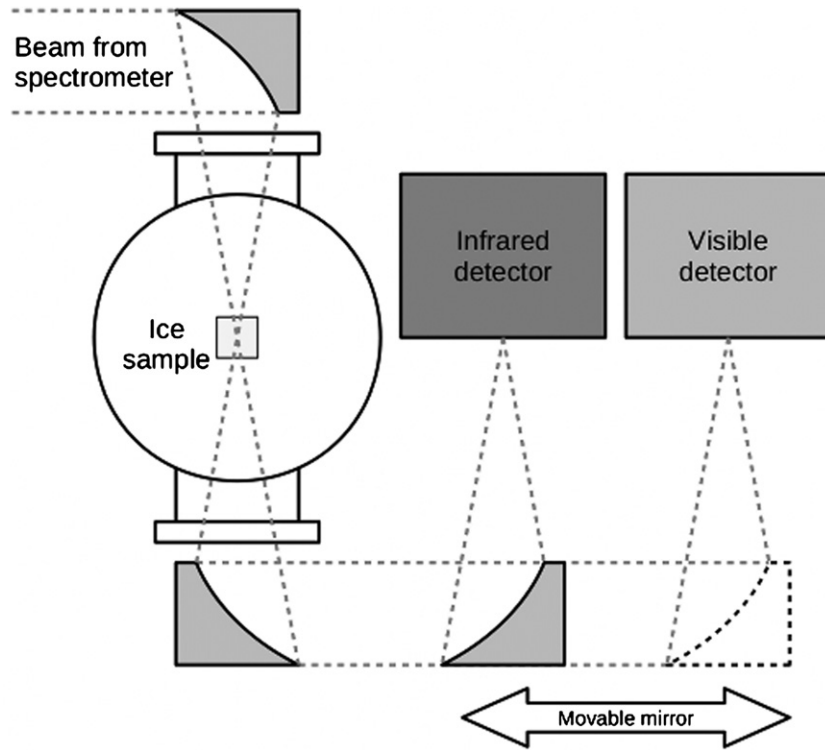 Beam from
spectrometer
Infrared
detector
Visible
detector
Ice
sample
Movable mirror